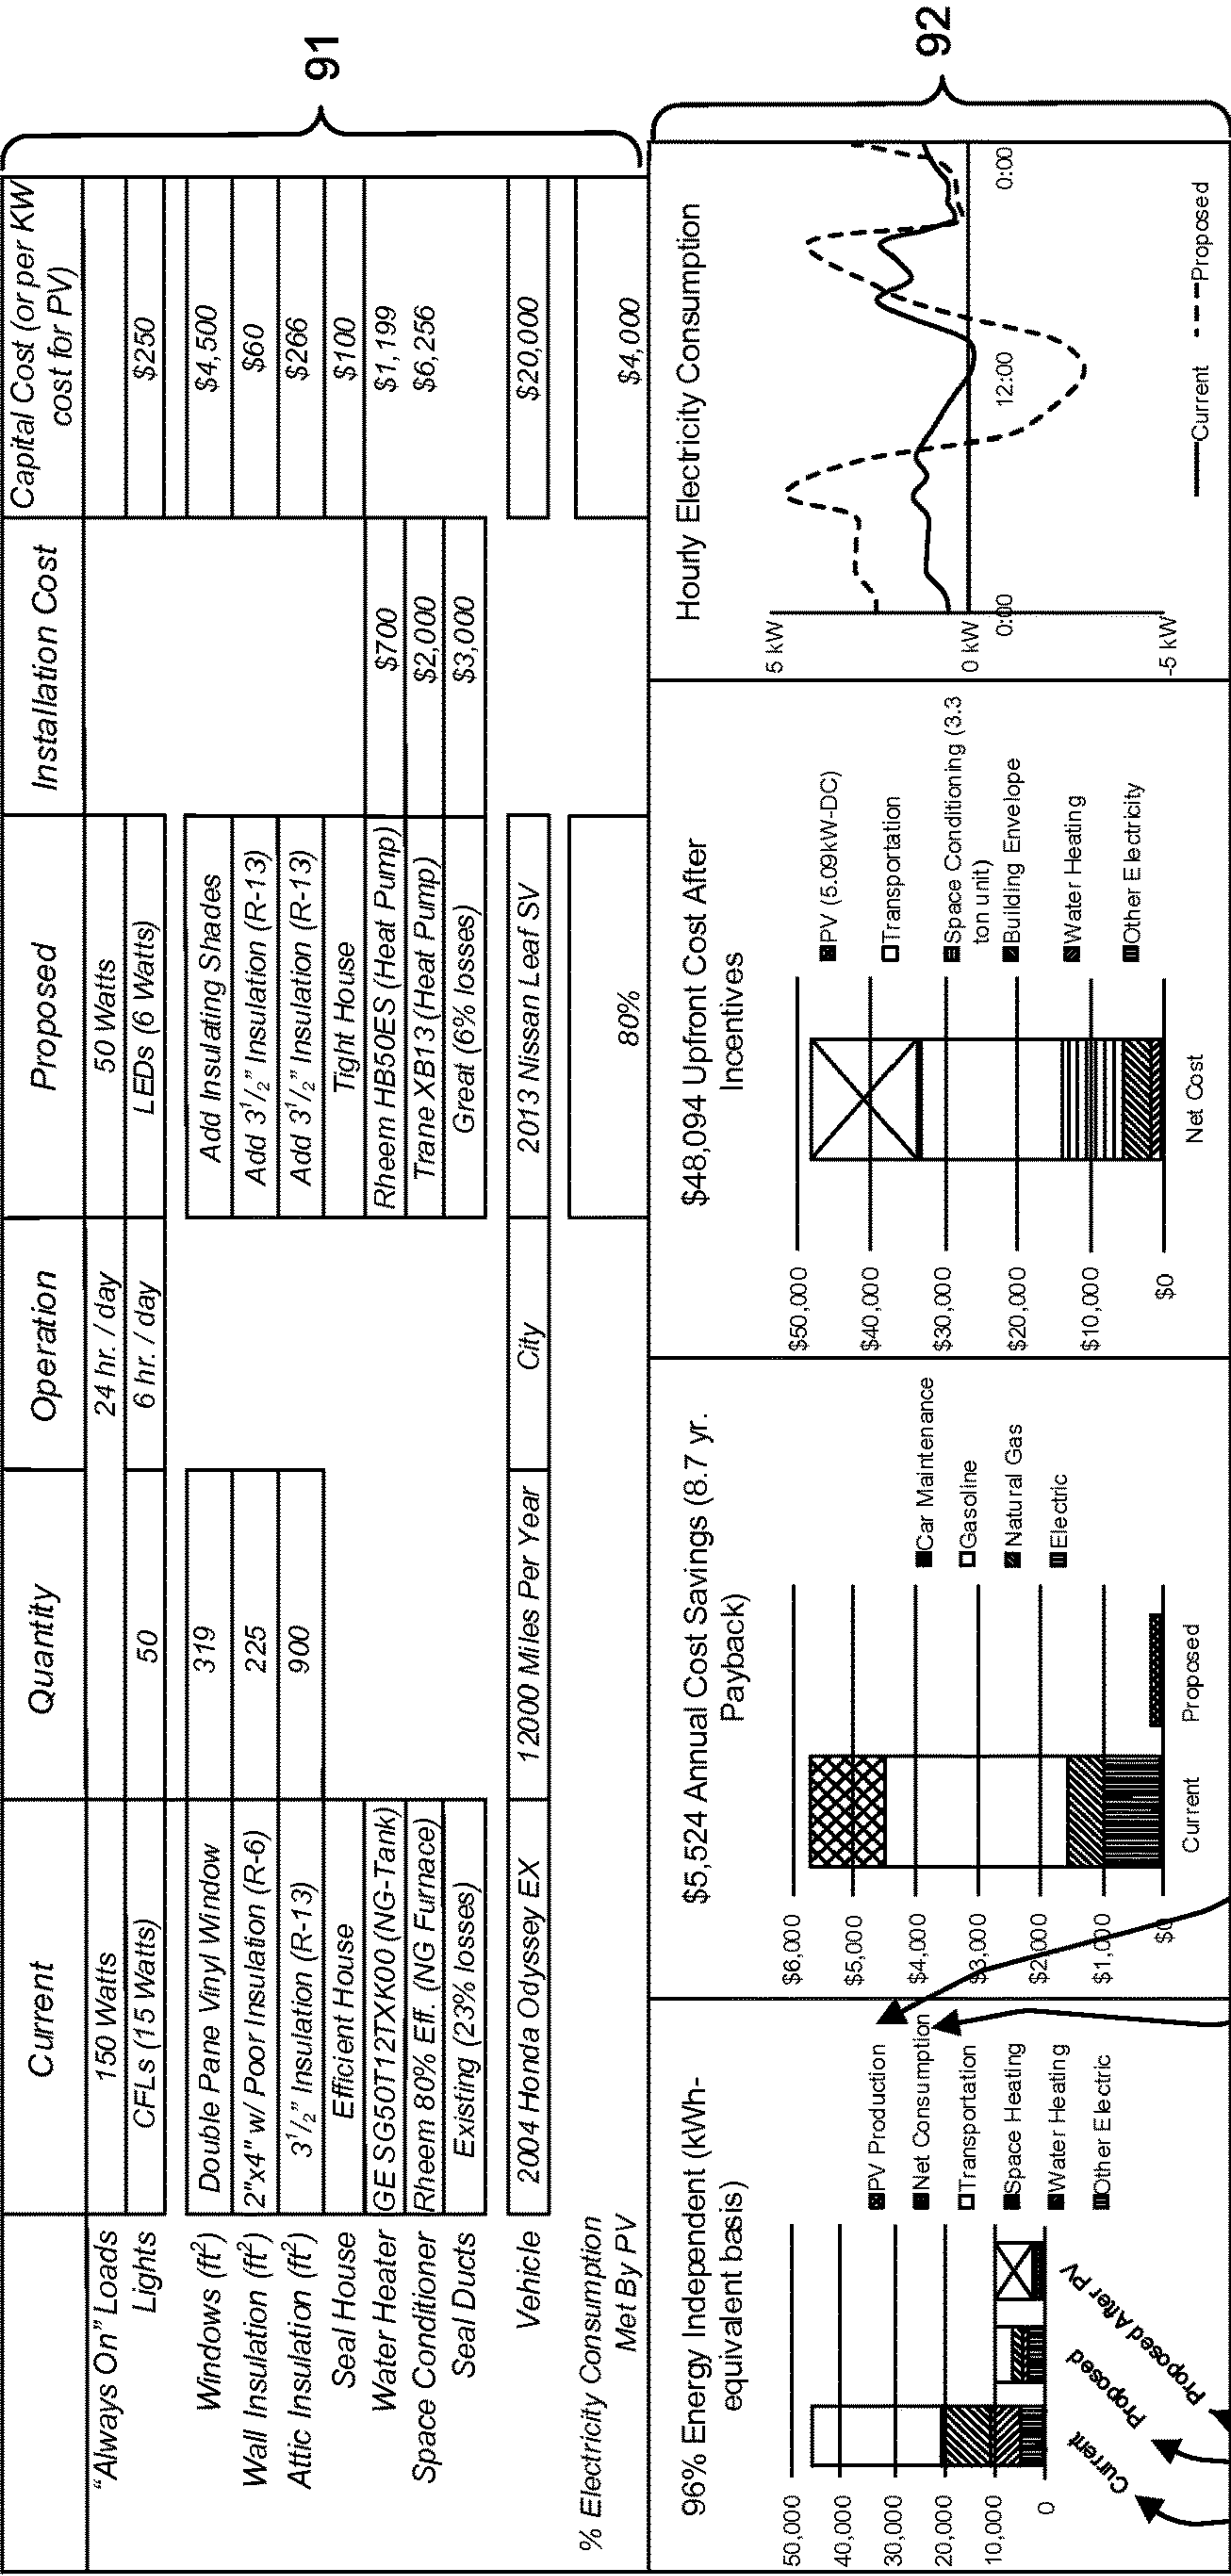 Current Quantity Operation Proposed Installation Cost Capital Cost (or per KW
cost for PV)
“Always On” Loads 150 Watts 24 hr. / day 50 Watts
Lights CFLs (15 Watts) 50 6 hr. / day LEDs (6 Watts) $250
Windows (ft²) Double Pane Vinyl Window 319 Add Insulating Shades $4,500
Wall Insulation (ft²) 2"x4" w/ Poor Insulation (R-6) 225 Add 3¹/₂” Insulation (R-13) $60
Attic Insulation (ft²) 3¹/₂” Insulation (R-13) 900 Add 3¹/₂” Insulation (R-13) $266
Seal House Efficient House Tight House $100
Water Heater GE SG50T12TXK00 (NG-Tank) Rheem HB50ES (Heat Pump) $700 $1,199
Space Conditioner Rheem 80% Eff. (NG Furnace) Trane XB13 (Heat Pump) $2,000 $6,256
Seal Ducts Existing (23% losses) Great (6% losses) $3,000
Vehicle 2004 Honda Odyssey EX 12000 Miles Per Year City 2013 Nissan Leaf SV $20,000
% Electricity Consumption
Met By PV 80% $4,000
91
96% Energy Independent (kWh-
equivalent basis)
50,000
40,000
30,000
20,000
10,000
0
Current
Proposed
Proposed After PV
PV Production
Net Consumption
Transportation
Space Heating
Water Heating
Other Electric
$5,524 Annual Cost Savings (8.7 yr.
Payback)
$6,000
$5,000
$4,000
$3,000
$2,000
$1,000
$0
Current Proposed
Car Maintenance
Gasoline
Natural Gas
Electric
$48,094 Upfront Cost After
Incentives
$50,000
$40,000
$30,000
$20,000
$10,000
$0
Net Cost
PV (5.09kW-DC)
Transportation
Space Conditioning (3.3
ton unit)
Building Envelope
Water Heating
Other Electricity
Hourly Electricity Consumption
5 kW
0 kW
-5 kW
0:00 12:00 0:00
Current Proposed
92